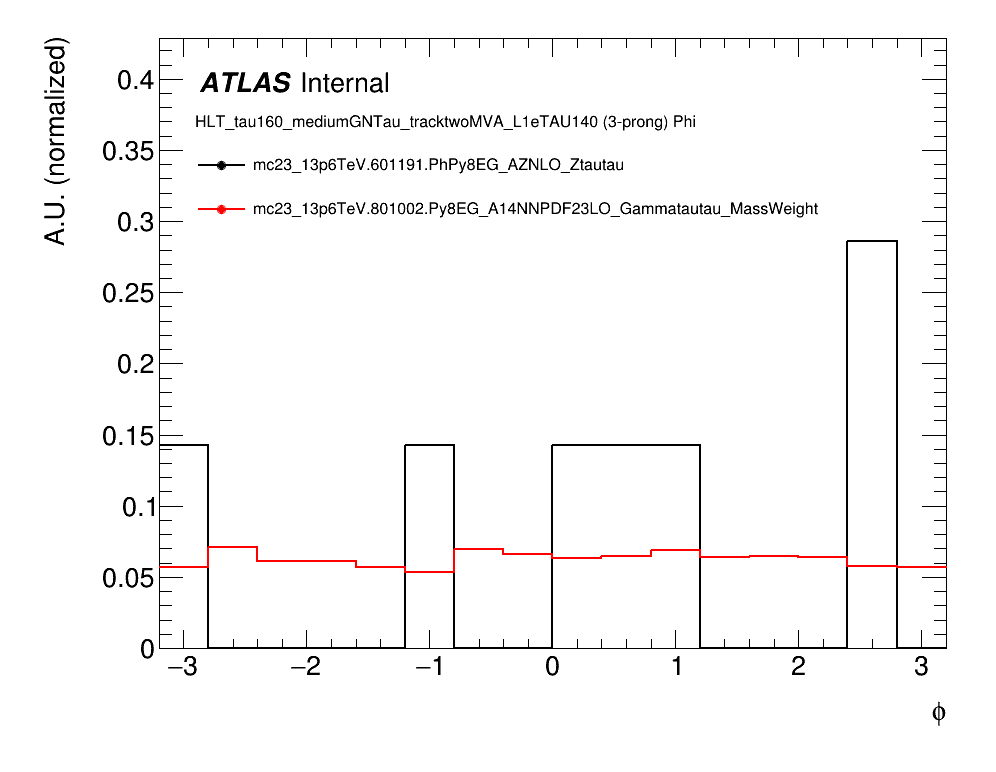 A.U. (normalized)
ATLAS Internal
HLT_tau160_mediumGNTau_tracktwoMVA_L1eTAU140 (3-prong) Phi
mc23_13p6TeV.601191.PhPy8EG_AZNLO_Ztautau
mc23_13p6TeV.801002.Py8EG_A14NNPDF23LO_Gammatautau_MassWeight
0.4
0.35
0.3
0.25
0.2
0.15
0.1
0.05
0
−3 −2 −1 0 1 2 3
ϕ